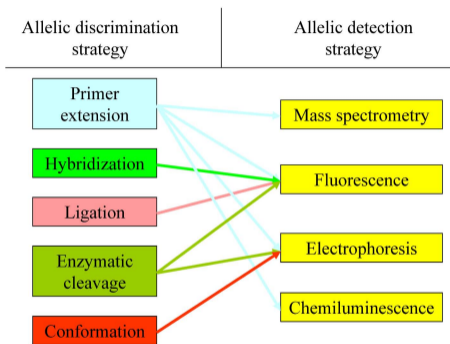 Allelic discrimination
strategy
Allelic detection
strategy
Primer
extension
Hybridization
Ligation
Enzymatic
cleavage
Conformation
Mass spectrometry
Fluorescence
Electrophoresis
Chemiluminescence